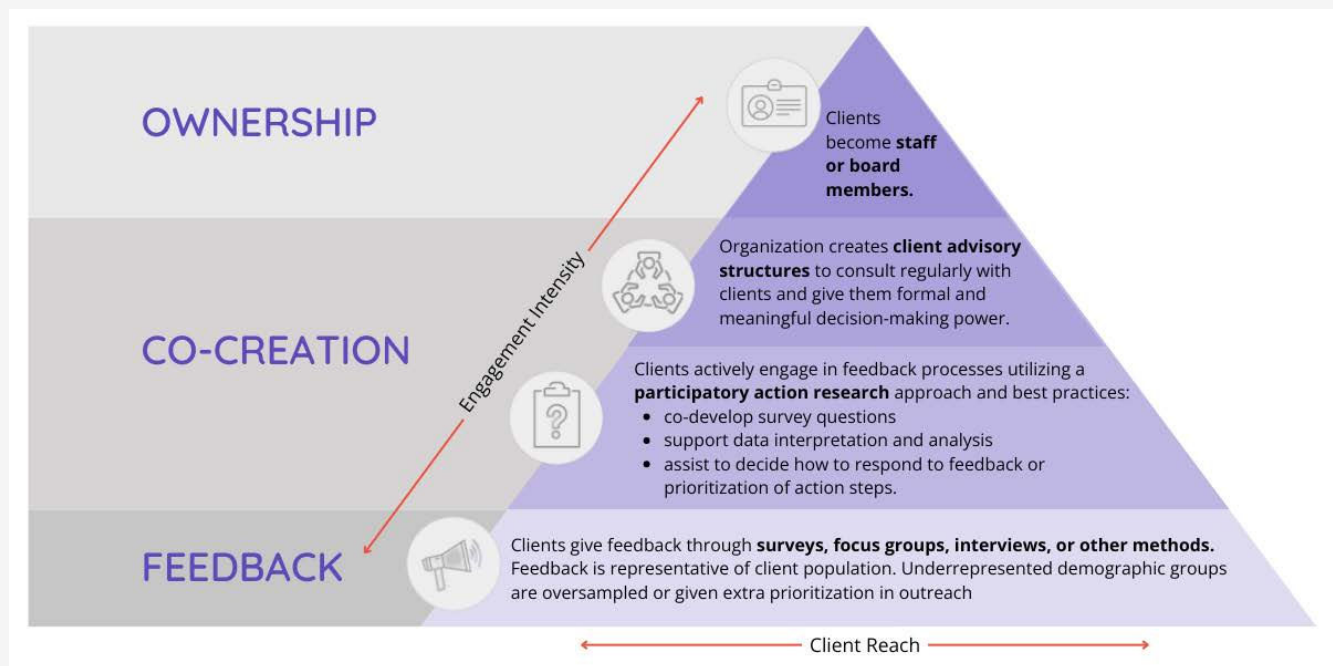 OWNERSHIP
Clients
become staff
or board
members.
CO-CREATION
Engagement Intensity
Organization creates client advisory
structures to consult regularly with
clients and give them formal and
meaningful decision-making power.
Clients actively engage in feedback processes utilizing a
participatory action research approach and best practices:
• co-develop survey questions
• support data interpretation and analysis
• assist to decide how to respond to feedback or
prioritization of action steps.
FEEDBACK
Clients give feedback through surveys, focus groups, interviews, or other methods.
Feedback is representative of client population. Underrepresented demographic groups
are oversampled or given extra prioritization in outreach
Client Reach